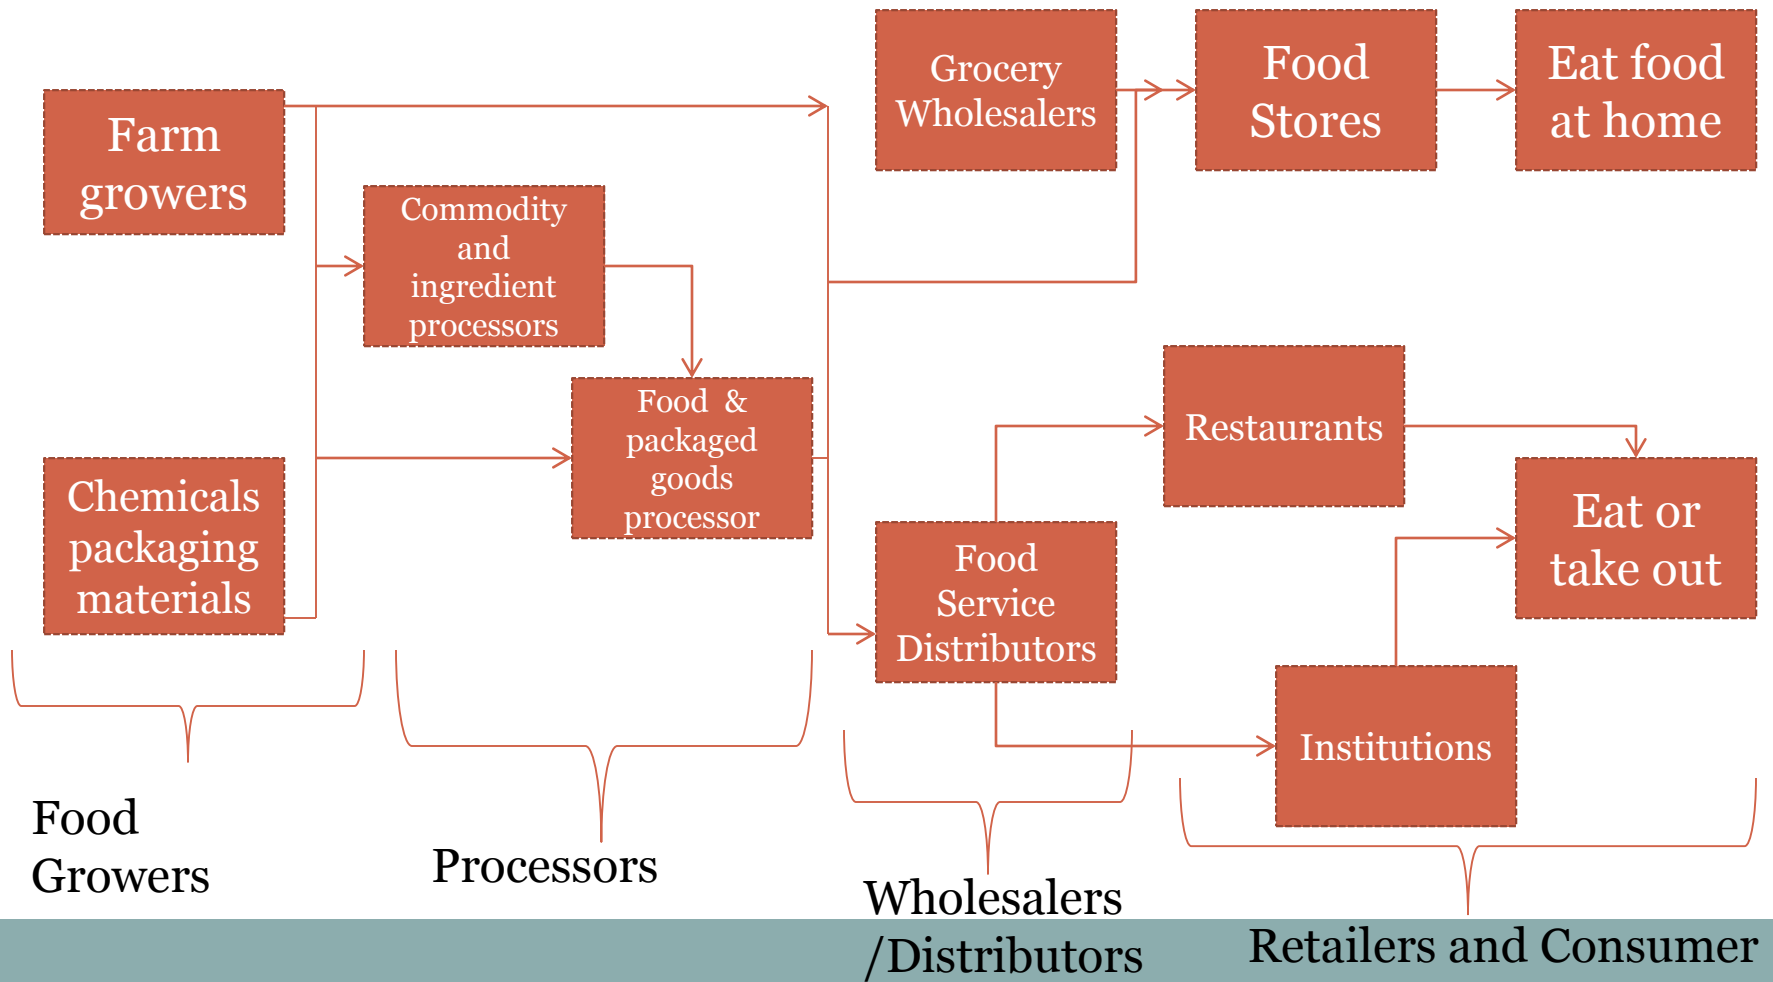 Farm
growers
Chemicals
packaging
materials
Commodity
and
ingredient
processors
Food &
packaged
goods
processor
Grocery
Wholesalers
Food
Stores
Eat food
at home
Food
Service
Distributors
Restaurants
Institutions
Eat or
take out
Food
Growers
Processors
Wholesalers
/Distributors
Retailers and Consumer